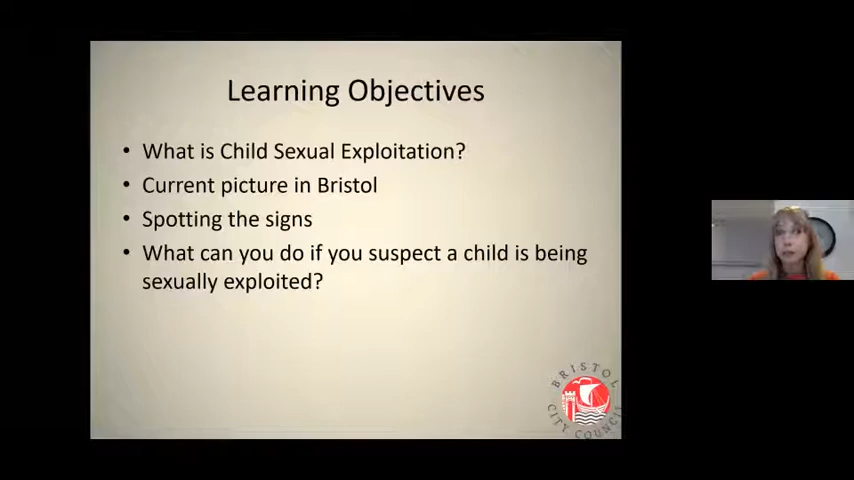 Learning Objectives
• What is Child Sexual Exploitation?
• Current picture in Bristol
• Spotting the signs
• What can you do if you suspect a child is being
sexually exploited?
BRISTOL
CITY COUNCIL